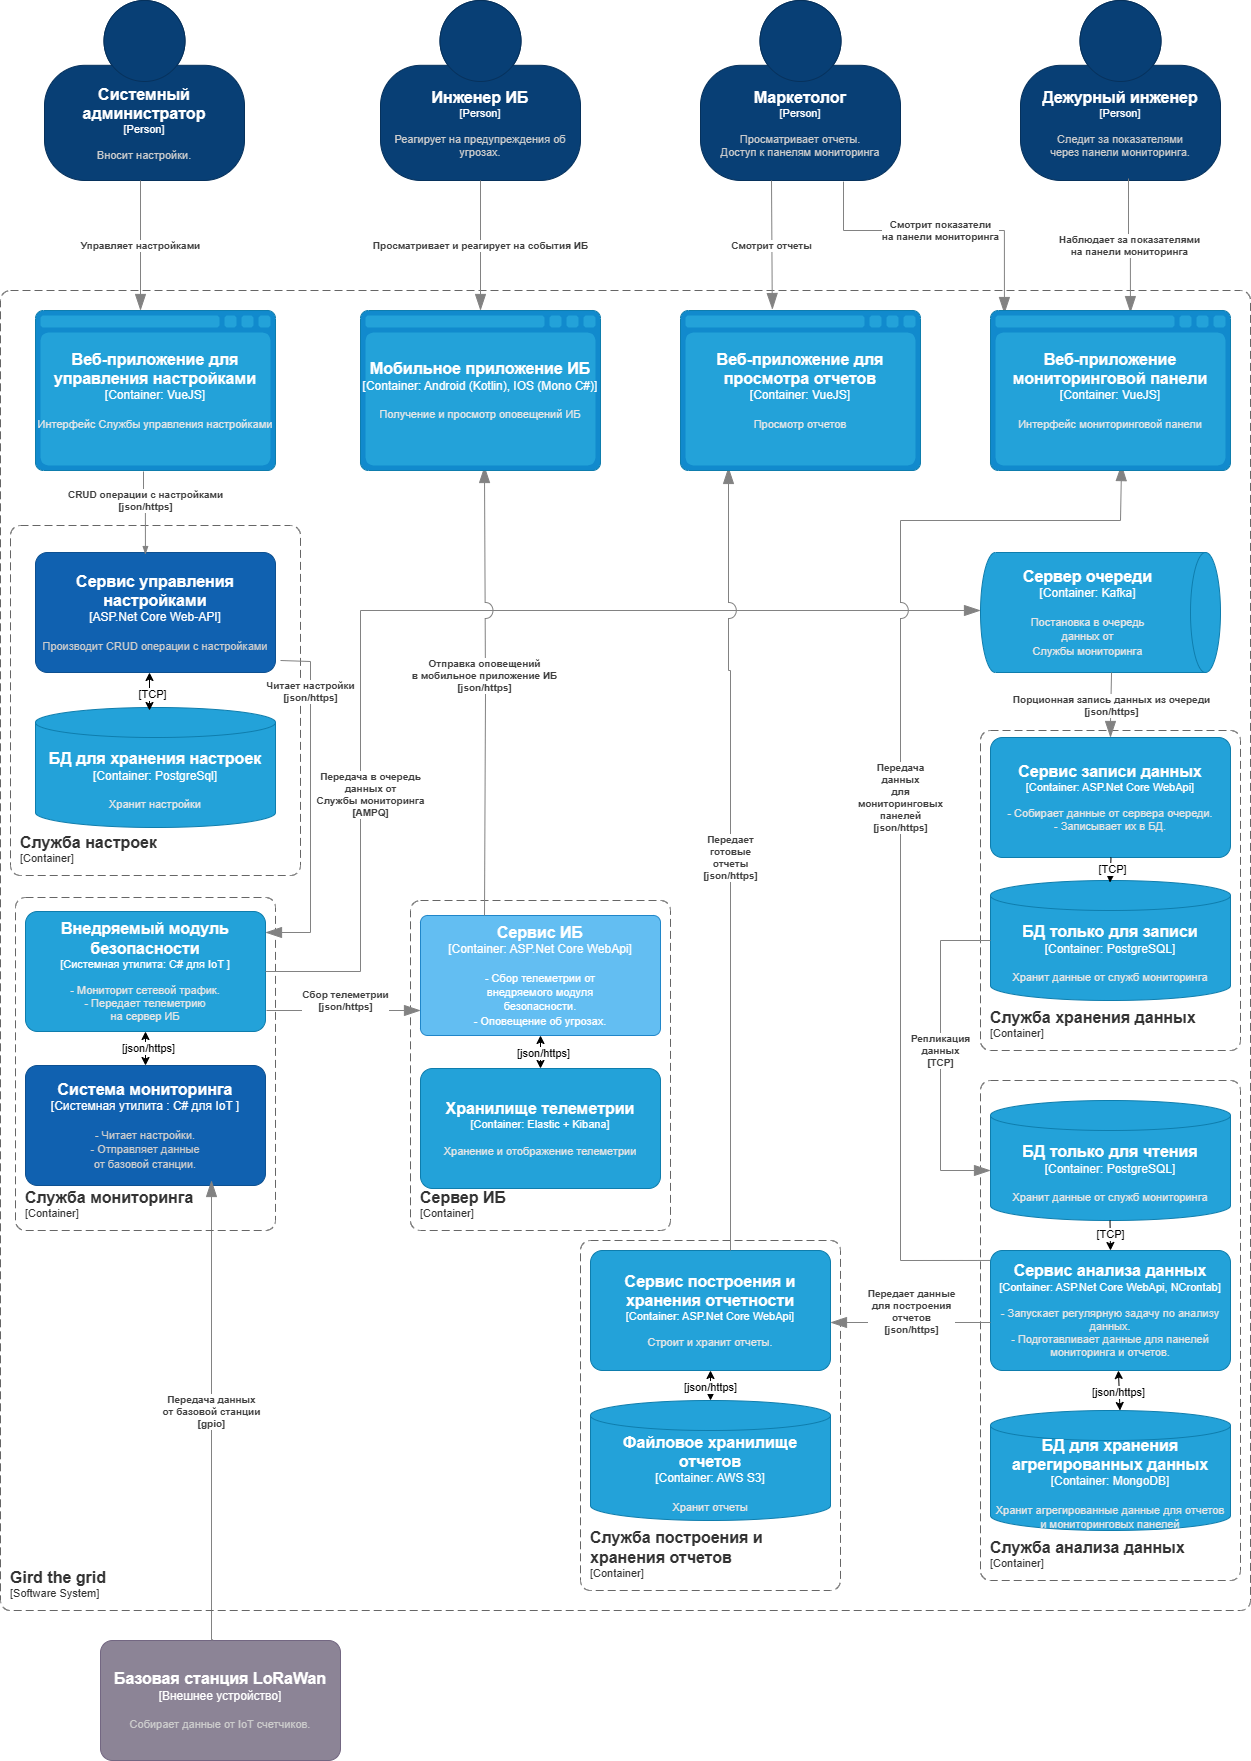 Системный
администратор
[Person]
Вносит настройки.
Инженер ИБ
[Person]
Реагирует на предупреждения об
угрозах.
Маркетолог
[Person]
Просматривает отчеты.
Доступ к панелям мониторинга
Дежурный инженер
[Person]
Следит за показателями
через панели мониторинга.
Управляет настройками
Просматривает и реагирует на события ИБ
Смотрит отчеты
Смотрит показатели
на панели мониторинга
Наблюдает за показателями
на панели мониторинга
Веб-приложение для
управления настройками
[Container: VueJS]
Интерфейс Службы управления настройками
Мобильное приложение ИБ
[Container: Android (Kotlin), IOS (Mono C#)]
Получение и просмотр оповещений ИБ
Веб-приложение для
просмотра отчетов
[Container: VueJS]
Просмотр отчетов
Веб-приложение
мониторинговой панели
[Container: VueJS]
Интерфейс мониторинговой панели
CRUD операции с настройками
[json/https]
Сервис управления
настройками
[ASP.Net Core Web-API]
Производит CRUD операции с настройками
[TCP]
БД для хранения настроек
[Container: PostgreSql]
Хранит настройки
Служба настроек
[Container]
Читает настройки
[json/https]
Отправка оповещений
в мобильное приложение ИБ
[json/https]
Передача в очередь
данных от
Службы мониторинга
[AMPQ]
Передает
готовые
отчеты
[json/https]
Передача
данных
для
мониторинговых
панелей
[json/https]
Сервер очереди
[Container: Kafka]
Постановка в очередь
данных от
Службы мониторинга
Порционная запись данных из очереди
[json/https]
Сервис записи данных
[Container: ASP.Net Core WebApi]
- Собирает данные от сервера очереди.
- Записывает их в БД.
[TCP]
БД только для записи
[Container: PostgreSQL]
Хранит данные от служб мониторинга
Служба хранения данных
[Container]
Внедряемый модуль
безопасности
[Системная утилита: C# для IoT ]
- Мониторит сетевой трафик.
- Передает телеметрию
на сервер ИБ
[json/https]
Система мониторинга
[Системная утилита : C# для IoT ]
- Читает настройки.
- Отправляет данные
от базовой станции.
Служба мониторинга
[Container]
Сбор телеметрии
[json/https]
Сервис ИБ
[Container: ASP.Net Core WebApi]
- Сбор телеметрии от
внедряемого модуля
безопасности.
- Оповещение об угрозах.
[json/https]
Хранилище телеметрии
[Container: Elastic + Kibana]
Хранение и отображение телеметрии
Сервер ИБ
[Container]
Репликация
данных
[TCP]
БД только для чтения
[Container: PostgreSQL]
Хранит данные от служб мониторинга
[TCP]
Сервис анализа данных
[Container: ASP.Net Core WebApi, NCrontab]
- Запускает регулярную задачу по анализу
данных.
- Подготавливает данные для панелей
мониторинга и отчетов.
[json/https]
БД для хранения
агрегированных данных
[Container: MongoDB]
Хранит агрегированные данные для отчетов
и мониторинговых панелей
Служба анализа данных
[Container]
Передает данные
для построения
отчетов
[json/https]
Сервис построения и
хранения отчетности
[Container: ASP.Net Core WebApi]
Строит и хранит отчеты.
[json/https]
Файловое хранилище
отчетов
[Container: AWS S3]
Хранит отчеты
Служба построения и
хранения отчетов
[Container]
Передача данных
от базовой станции
[gpio]
Gird the grid
[Software System]
Базовая станция LoRaWan
[Внешнее устройство]
Собирает данные от IoT счетчиков.